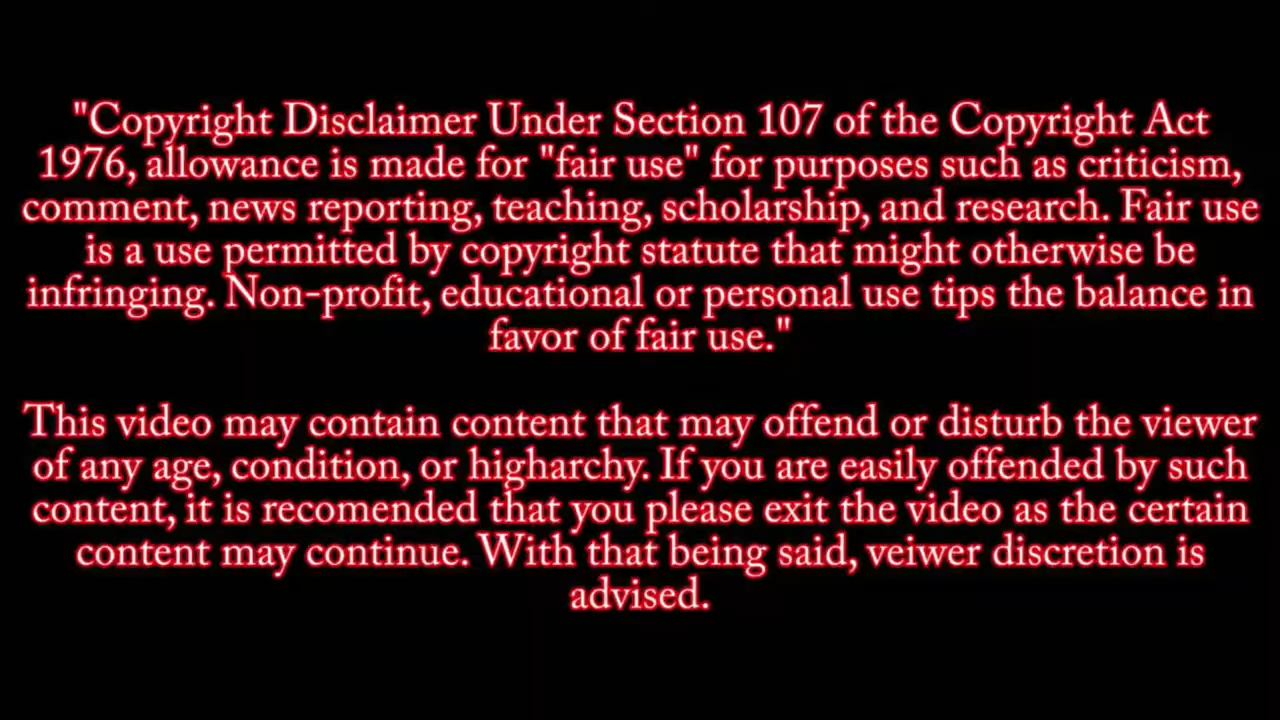 "Copyright Disclaimer Under Section 107 of the Copyright Act
1976, allowance is made for "fair use" for purposes such as criticism,
comment, news reporting, teaching, scholarship, and research. Fair use
is a use permitted by copyright statute that might otherwise be
infringing. Non-profit, educational or personal use tips the balance in
favor of fair use."
This video may contain content that may offend or disturb the viewer
of any age, condition, or higharchy. If you are easily offended by such
content, it is recomended that you please exit the video as the certain
content may continue. With that being said, veiwer discretion is
advised.